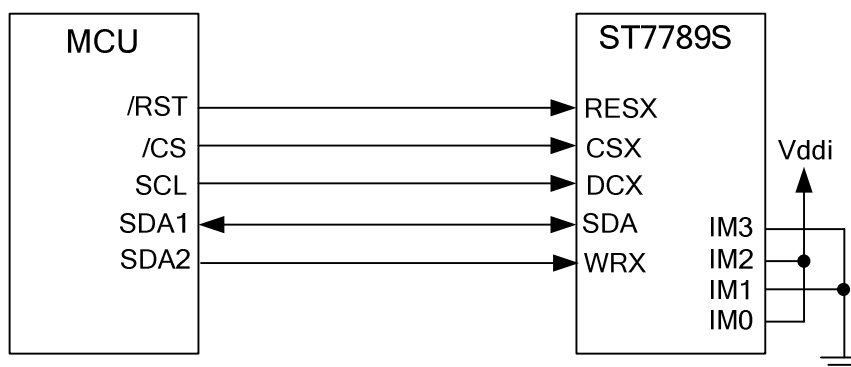 MCU
ST7789S
/RST
RESX
/CS
CSX
Vddi
SCL
DCX
SDA1
SDA
IM3
SDA2
WRX
IM2
IM1
IM0